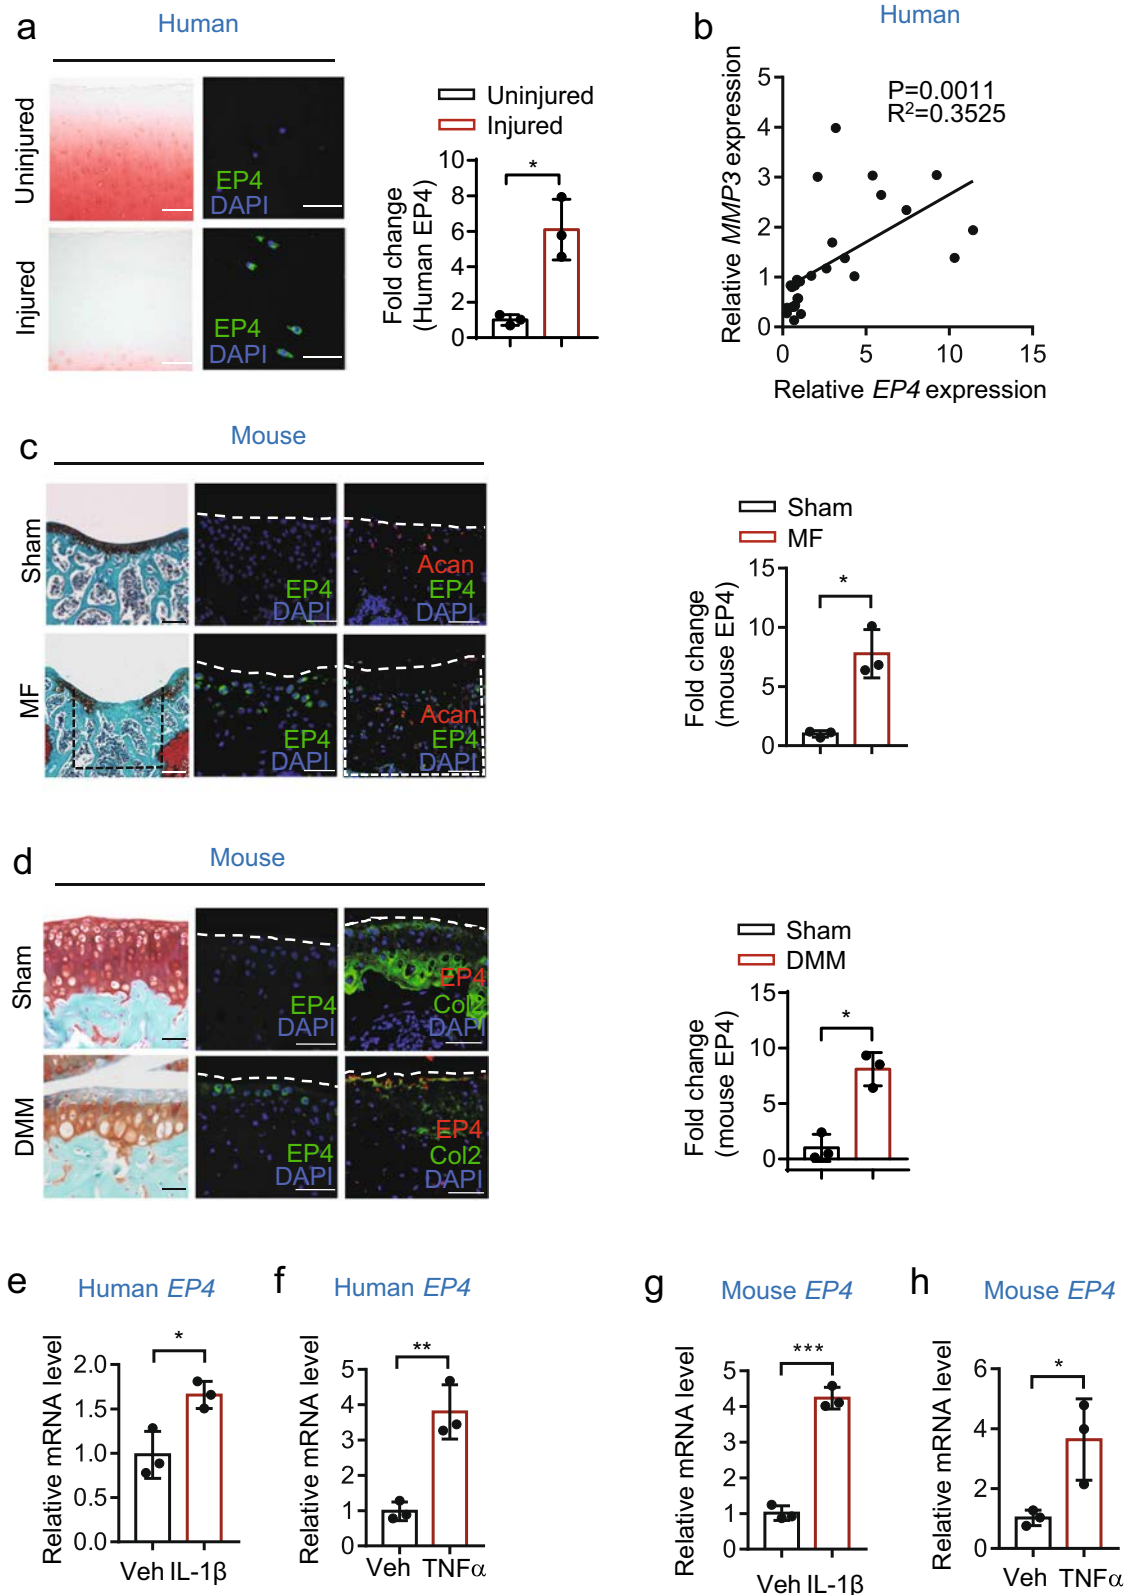 a
Human
Uninjured
EP4
DAPI
Injured
EP4
DAPI
Uninjured
Injured
Fold change
(Human EP4)
10
8
6
4
2
0
*
b
Human
Relative MMP3 expression
5
4
3
2
1
0
P=0.0011
R²=0.3525
0 5 10 15
Relative EP4 expression
c
Mouse
Sham
EP4
DAPI
Acan
EP4
DAPI
MF
EP4
DAPI
Acan
EP4
DAPI
Sham
MF
Fold change
(mouse EP4)
15
10
5
0
*
d
Mouse
Sham
EP4
DAPI
EP4
Col2
DAPI
DMM
EP4
DAPI
EP4
Col2
DAPI
Sham
DMM
Fold change
(mouse EP4)
15
10
5
0
*
e
Human EP4
Relative mRNA level
2.0
1.5
1.0
0.5
0.0
*
Veh IL-1β
f
Human EP4
Relative mRNA level
5
4
3
2
1
0
**
Veh TNFα
g
Mouse EP4
Relative mRNA level
5
4
3
2
1
0
***
Veh IL-1β
h
Mouse EP4
Relative mRNA level
6
4
2
0
*
Veh TNFα